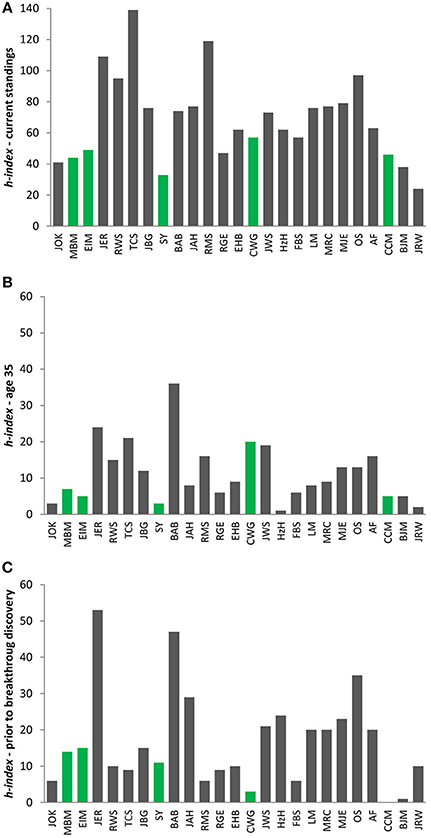 A
h-index - current standings
140
120
100
80
60
40
20
0
JOK MBM EIM JER RWS TCS JBG SY BAB JAH RMS RGE EHB CWG JWS HzH FBS LM MRC MJE OS AF CCM BJM JRW
B
h-index - age 35
60
50
40
30
20
10
0
JOK MBM EIM JER RWS TCS JBG SY BAB JAH RMS RGE EHB CWG JWS HzH FBS LM MRC MJE OS AF CCM BJM JRW
C
h-index - prior to breakthroug discovery
60
50
40
30
20
10
0
JOK MBM EIM JER RWS TCS JBG SY BAB JAH RMS RGE EHB CWG JWS HzH FBS LM MRC MJE OS AF CCM BJM JRW